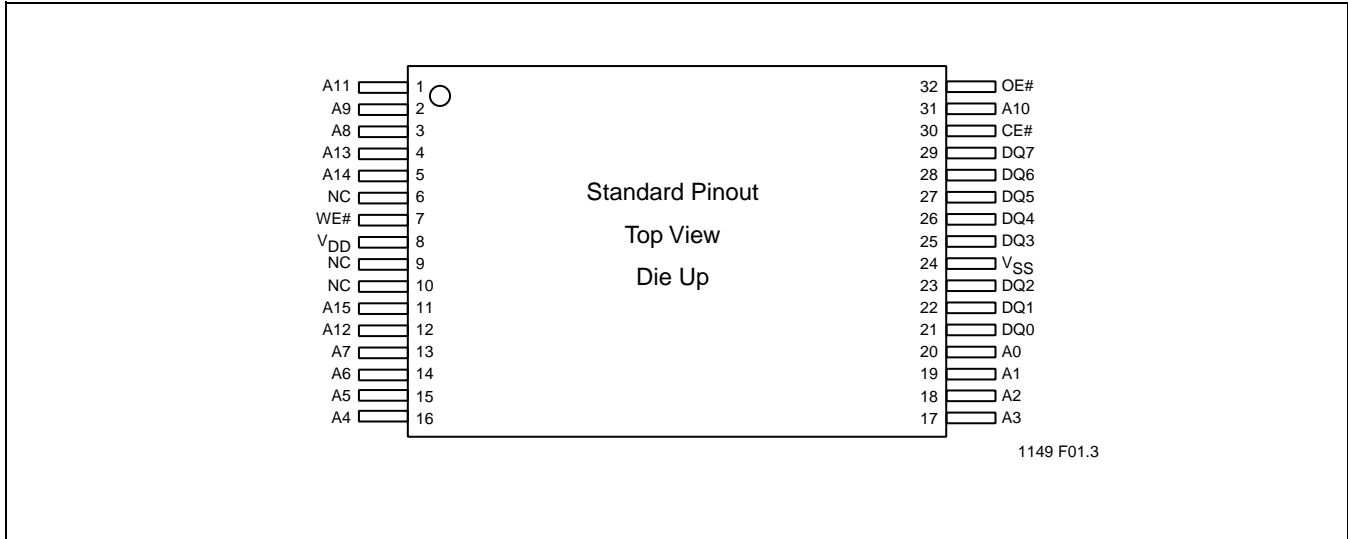 A11 1 32 OE#
A9 2 31 A10
A8 3 30 CE#
A13 4 29 DQ7
A14 5 28 DQ6
NC 6 27 DQ5
WE# 7 26 DQ4
VDD 8 25 DQ3
NC 9 24 VSS
NC 10 23 DQ2
A15 11 22 DQ1
A12 12 21 DQ0
A7 13 20 A0
A6 14 19 A1
A5 15 18 A2
A4 16 17 A3
Standard Pinout
Top View
Die Up
1149 F01.3